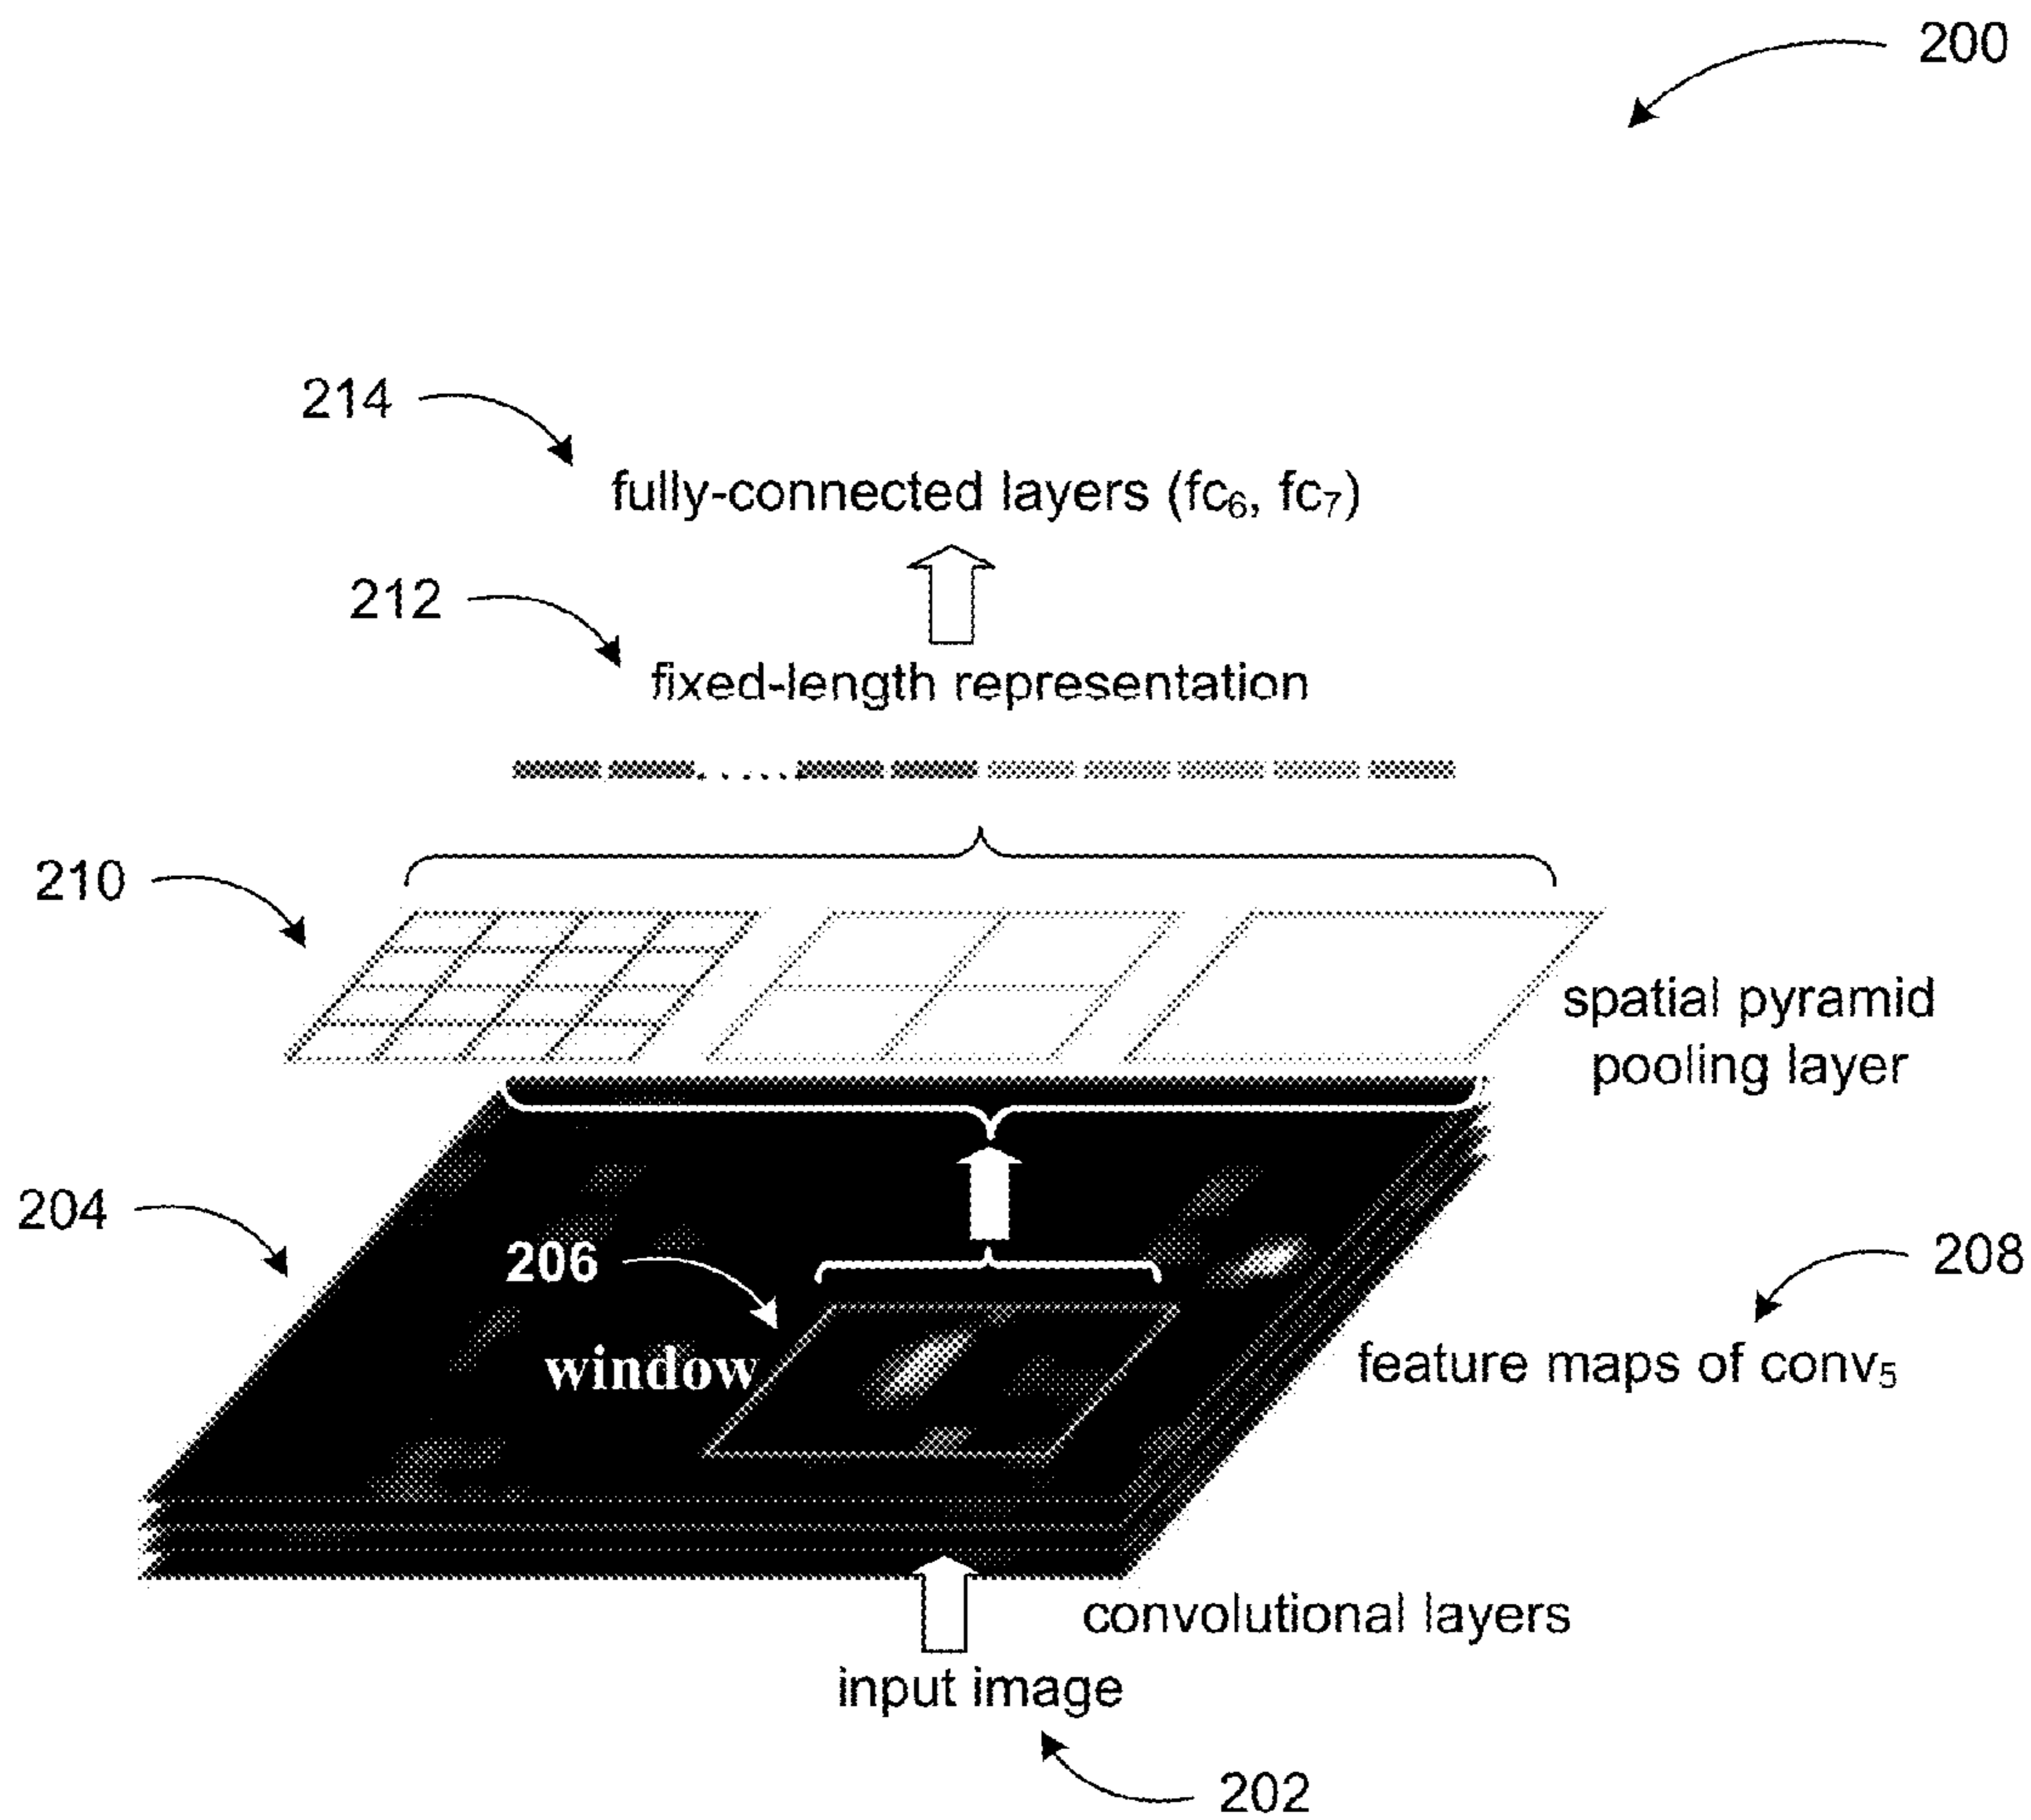 200
214
fully-connected layers (fc₆, fc₇)
212
fixed-length representation
210
spatial pyramid
pooling layer
204
206
208
window
feature maps of conv₅
convolutional layers
input image
202